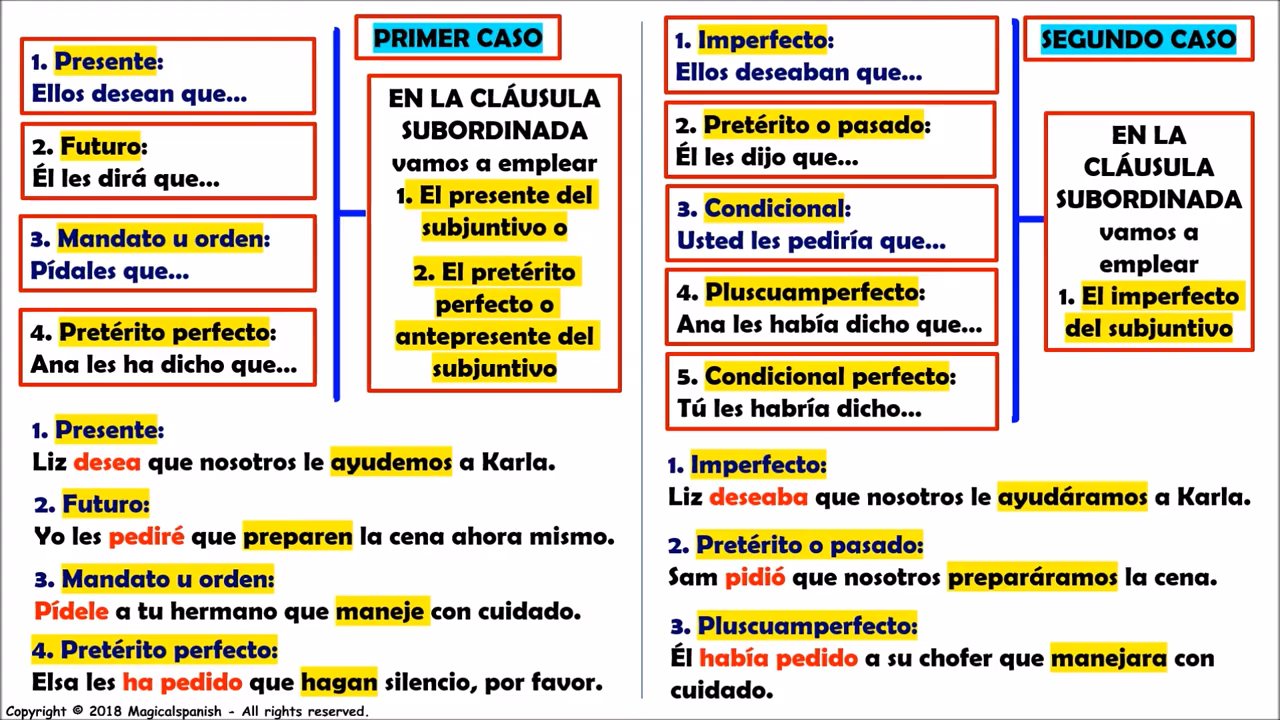 PRIMER CASO
1. Presente:
Ellos desean que...
2. Futuro:
Él les dirá que...
3. Mandato u orden:
Pídales que...
4. Pretérito perfecto:
Ana les ha dicho que...
EN LA CLÁUSULA
SUBORDINADA
vamos a emplear
1. El presente del
subjuntivo o
2. El pretérito
perfecto o
antepresente del
subjuntivo
1. Presente:
Liz desea que nosotros le ayudemos a Karla.
2. Futuro:
Yo les pediré que preparen la cena ahora mismo.
3. Mandato u orden:
Pídele a tu hermano que maneje con cuidado.
4. Pretérito perfecto:
Elsa les ha pedido que hagan silencio, por favor.
Copyright © 2018 Magicalspanish - All rights reserved.
SEGUNDO CASO
1. Imperfecto:
Ellos deseaban que...
2. Pretérito o pasado:
Él les dijo que...
3. Condicional:
Usted les pediría que...
4. Pluscuamperfecto:
Ana les había dicho que...
5. Condicional perfecto:
Tú les habría dicho...
EN LA
CLÁUSULA
SUBORDINADA
vamos a
emplear
1. El imperfecto
del subjuntivo
1. Imperfecto:
Liz deseaba que nosotros le ayudáramos a Karla.
2. Pretérito o pasado:
Sam pidió que nosotros preparáramos la cena.
3. Pluscuamperfecto:
Él había pedido a su chofer que manejara con
cuidado.